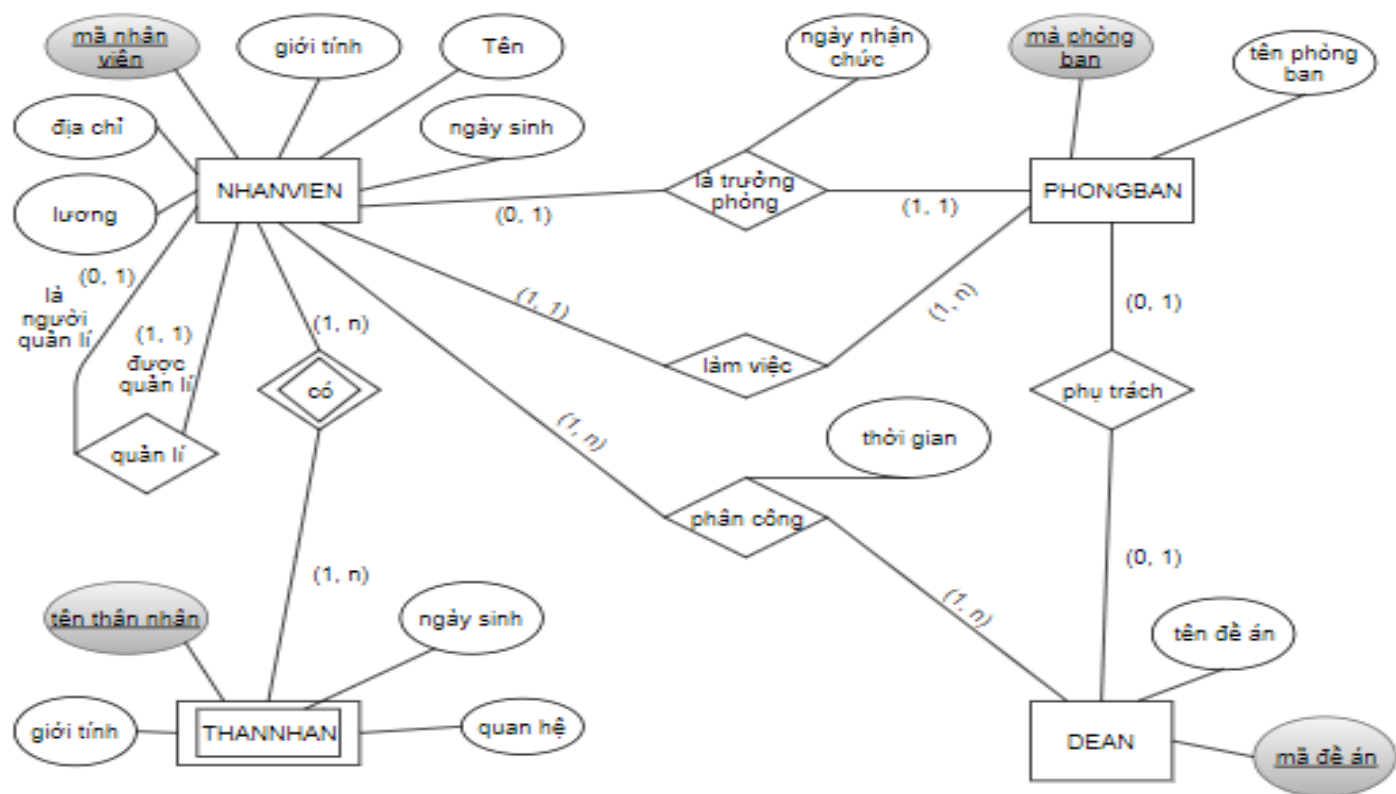 mã nhân
viên
giới tính
Tên
ngày nhận
chức
mã phòng
ban
tên phòng
ban
địa chỉ
ngày sinh
lương
NHANVIEN
là trưởng
phòng
PHONGBAN
(0, 1)
(1, 1)
(0, 1)
là
người
quản lí
(1, 1)
được
quản lí
(1, n)
(1, 1)
(1, n)
(0, 1)
có
làm việc
phụ trách
quản lí
(1, n)
thời gian
phân công
(1, n)
(0, 1)
(1, n)
tên thân nhân
ngày sinh
tên đề án
giới tính
THANNHAN
quan hệ
DEAN
mã đề án